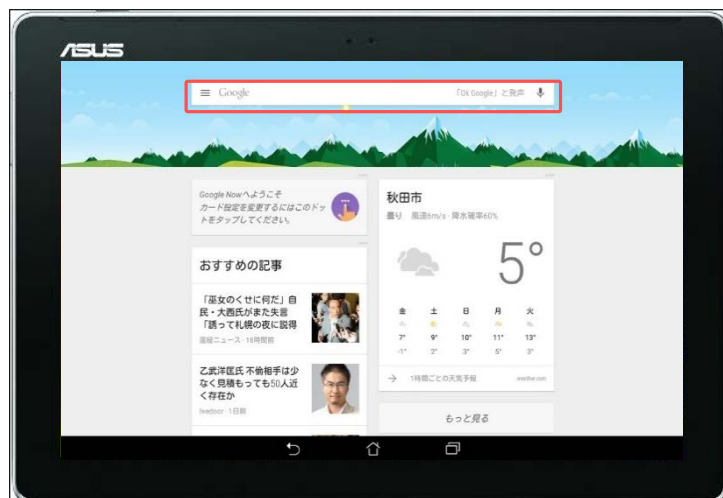 ASUS
Google 「Ok Google」と発声
Google Nowへようこそ
カード設定を変更するにはこのドッ
トをタップしてください。
おすすめの記事
「巫女のくせに何だ」自
民・大西氏がまた失言
「誘って札幌の夜に説得
産経ニュース・18時間前
乙武洋匡氏 不倫相手は少
なく見積もっても50人近
く存在か
livedoor・1日前
秋田市
曇り 風速6m/s・降水確率60%
5°
金 土 日 月 火
7° 9° 10° 11° 13°
-1° 2° 3° 5° 3°
1時間ごとの天気予報 weather.com
もっと見る